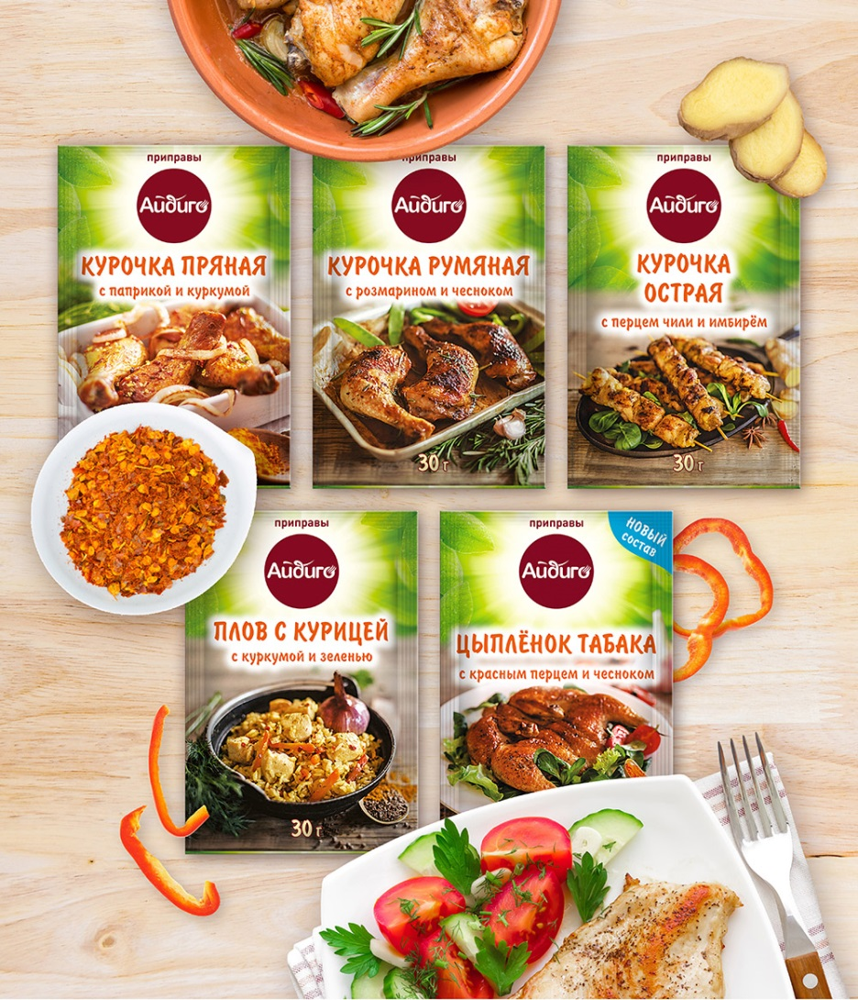 приправы
Айдиго
КУРОЧКА ПРЯНАЯ
с паприкой и куркумой
приправы
Айдиго
КУРОЧКА РУМЯНАЯ
с розмарином и чесноком
30 г
приправы
Айдиго
КУРОЧКА
ОСТРАЯ
с перцем чили и имбирём
30 г
приправы
Айдиго
ПЛОВ С КУРИЦЕЙ
с куркумой и зеленью
30 г
приправы
Айдиго
НОВЫЙ
состав
ЦЫПЛЁНОК ТАБАКА
с красным перцем и чесноком